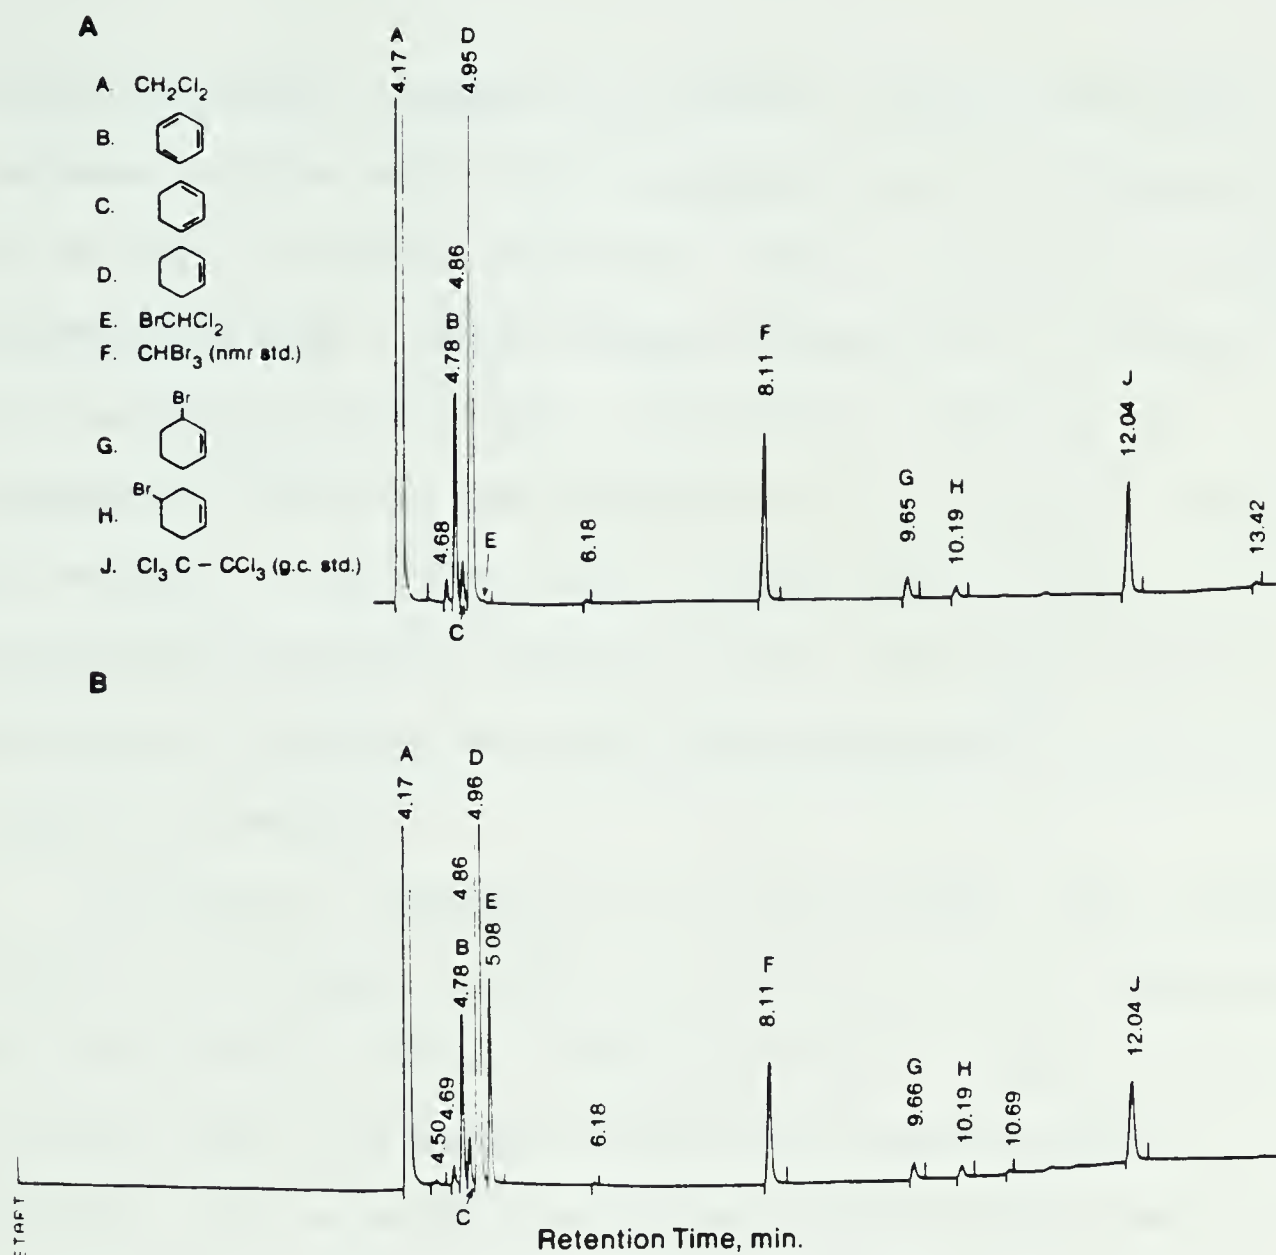 A
A. CH2Cl2
B.
C.
D.
E. BrCHCl2
F. CHBr3 (nmr std.)
G. Br
H. Br
J. Cl3C – CCl3 (g.c. std.)
4.17 A
4.68
4.78 B
4.86
4.95 D
C
E
6.18
8.11 F
9.65 G
10.19 H
12.04 J
13.42
B
4.17 A
4.50
4.69
4.78 B
4.86
4.96 D
5.08 E
C
6.18
8.11 F
9.66 G
10.19 H
10.69
12.04 J
Retention Time, min.